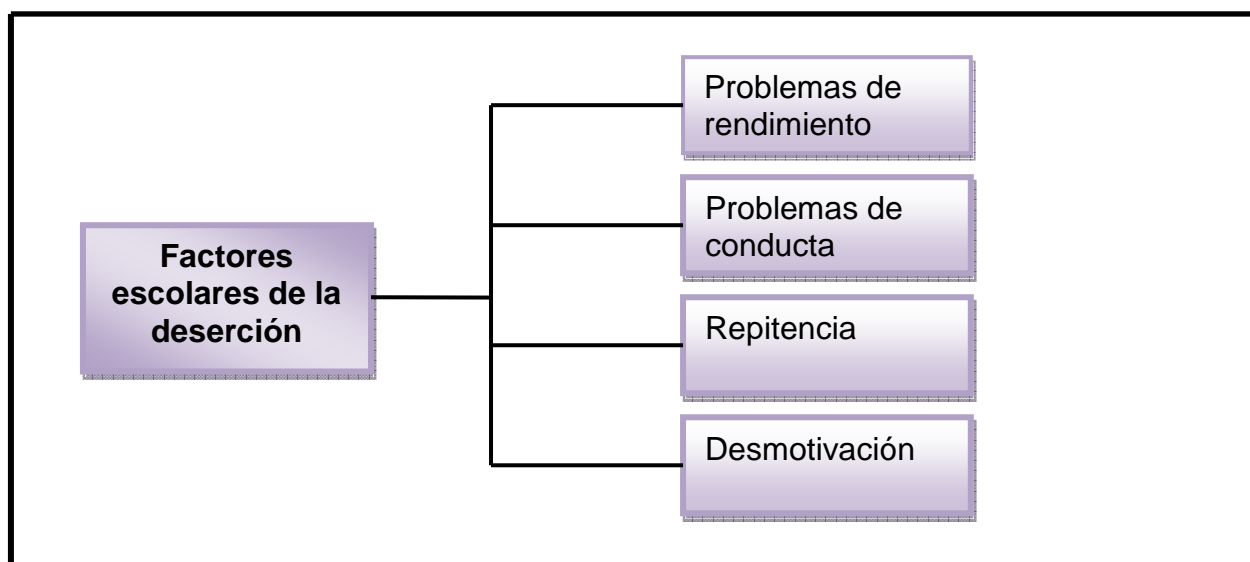 Factores
escolares de la
deserción
Problemas de
rendimiento
Problemas de
conducta
Repitencia
Desmotivación